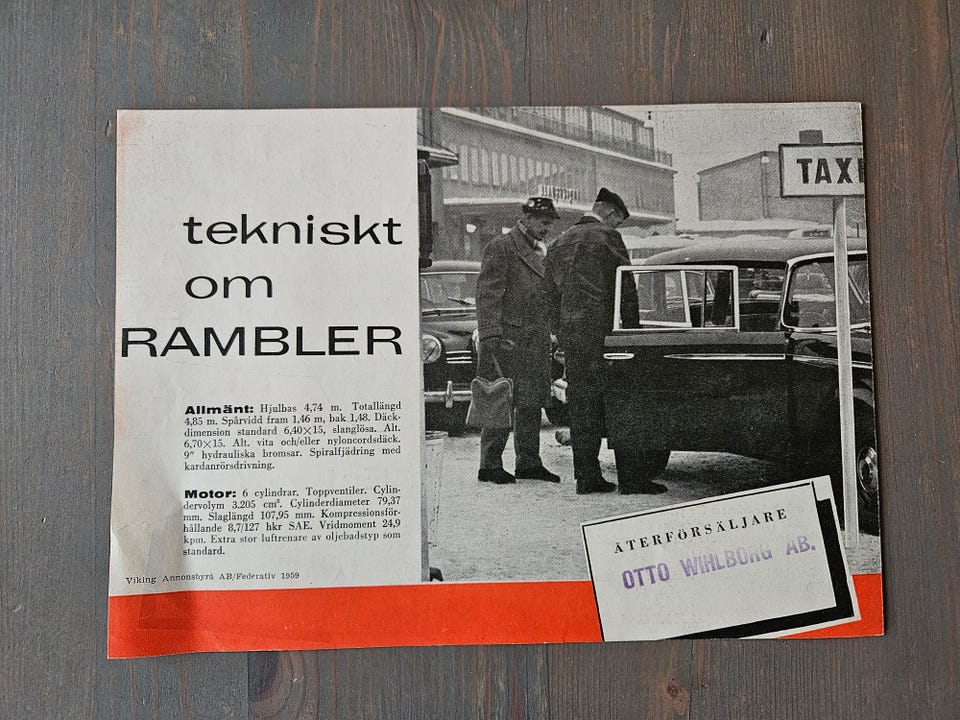 tekniskt
om
RAMBLER
Allmänt: Hjulbas 4,74 m. Totallängd
4,85 m. Spårvidd fram 1,46 m, bak 1,48. Däck-
dimension standard 6,40×15, slanglösa. Alt.
6,70×15. Alt. vita och/eller nyloncordsdäck.
9" hydrauliska bromsar. Spiralfjädring med
kardanrörsdrivning.
Motor: 6 cylindrar. Toppventiler. Cylin-
dervolym 3.205 cm³. Cylinderdiameter 79,37
mm. Slaglängd 107,95 mm. Kompressionsför-
hållande 8,7/127 hkr SAE. Vridmoment 24,9
kpm. Extra stor luftrenare av oljebadstyp som
standard.
Viking Annonsbyrå AB/Federativ 1959
TAXI
ÅTERFÖRSÄLJARE
OTTO WIHLBORG AB.